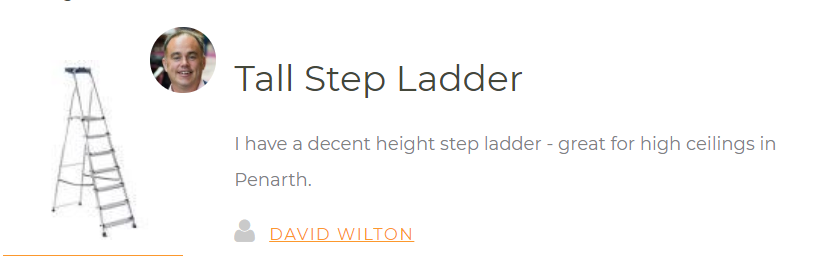 Tall Step Ladder
I have a decent height step ladder - great for high ceilings in
Penarth.
DAVID WILTON